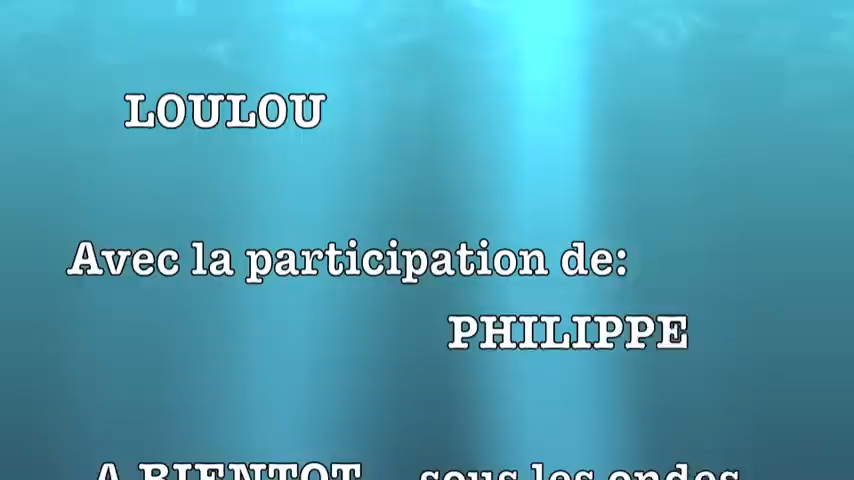 LOULOU
Avec la participation de:
PHILIPPE
A BIENTOT sous les ondes